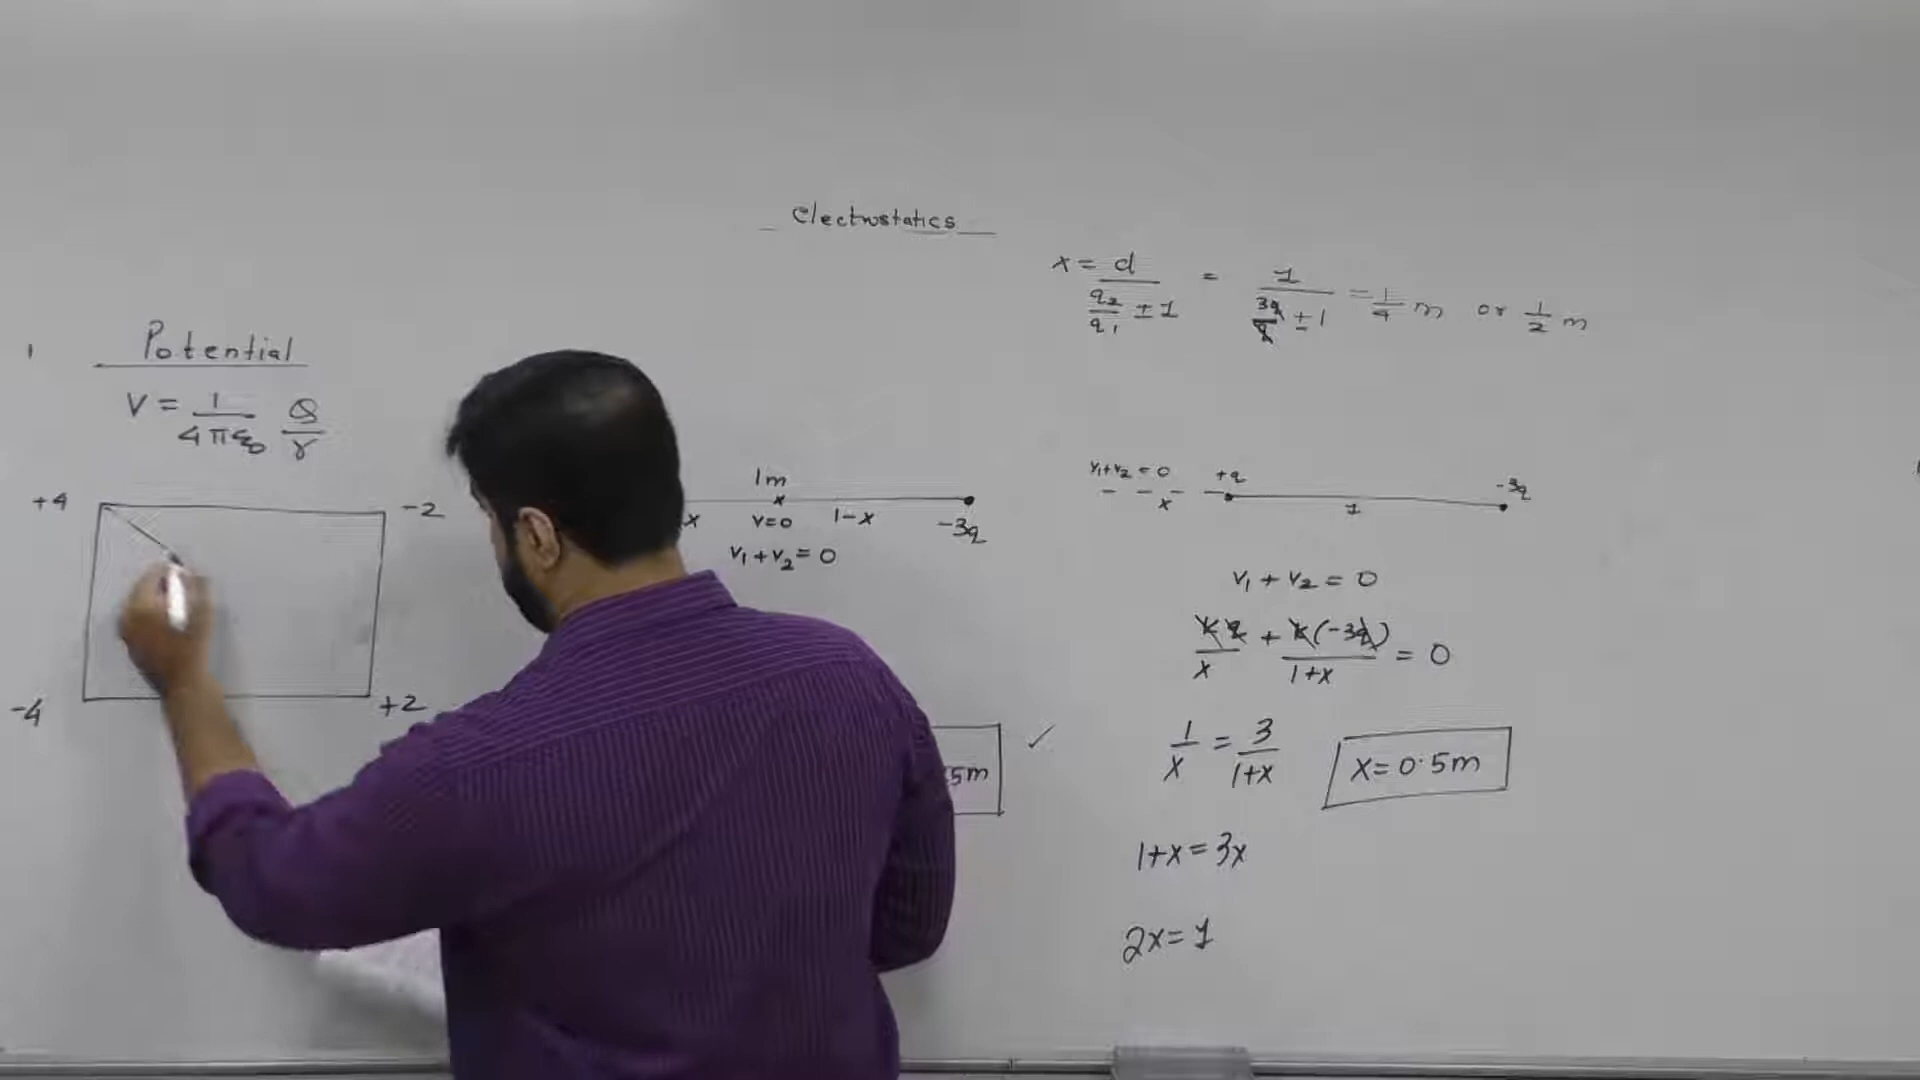 Electrostatics
x = d / (q2/q1 ± 1) = 1 / (3q/q ± 1) = 1/4 m or 1/2 m
1
Potential
V = 1/4πε0 Q/r
+4
-2
-4
+2
1m
x
x
v=0
1-x
-3q
V1 + V2 = 0
5m
✓
V1+V2 = 0
+q
-3q
x
1
V1 + V2 = 0
kq/x + k(-3q)/1+x = 0
1/x = 3/1+x
x = 0.5m
1+x = 3x
2x = 1